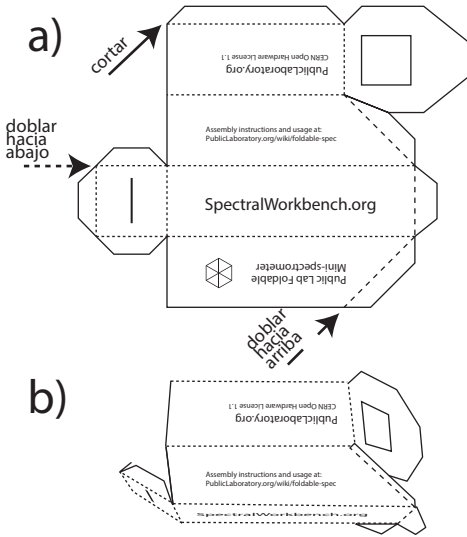 a)
cortar
CERN Open Hardware License 1.1
PublicLaboratory.org
doblar
hacia
abajo
Assembly instructions and usage at:
PublicLaboratory.org/wiki/foldable-spec
SpectralWorkbench.org
Public Lab Foldable
Mini-spectrometer
doblar
hacia
arriba
b)
CERN Open Hardware License 1.1
PublicLaboratory.org
Assembly instructions and usage at:
PublicLaboratory.org/wiki/foldable-spec
SpectralWorkbench.org